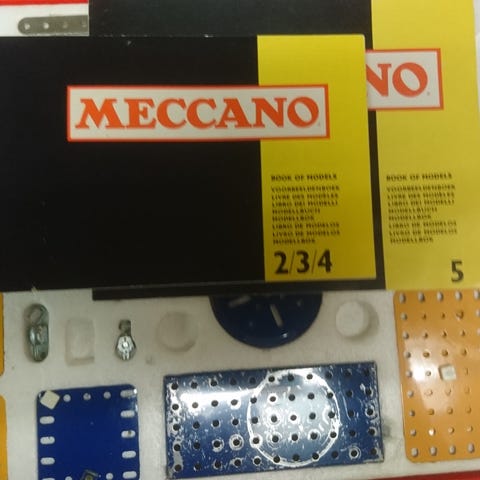 MECCANO
BOOK OF MODELS
VOORBEELDENBOEK
LIVRE DES MODELES
LIBRO DEI MODELLI
MODELLBUCH
MODELLBOK
LIBRO DE MODELOS
LIVRO DE MODELOS
MODELLBOK
2/3/4
NO
BOOK OF MODELS
VOORBEELDENBOEK
LIVRE DES MODELES
LIBRO DEI MODELLI
MODELLBUCH
MODELLBOK
LIBRO DE MODELOS
LIVRO DE MODELOS
MODELLBOK
5